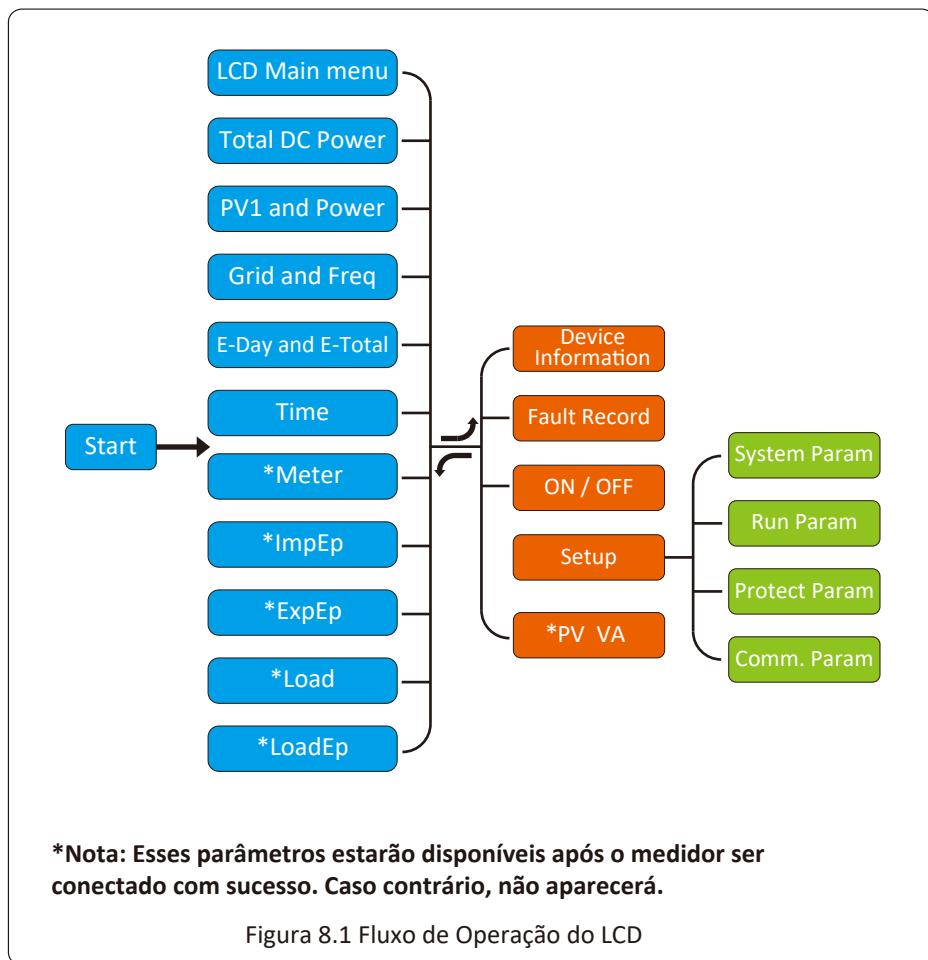 LCD Main menu
Total DC Power
PV1 and Power
Grid and Freq
E-Day and E-Total
Time
Start
*Meter
*ImpEp
*ExpEp
*Load
*LoadEp
Device
Information
Fault Record
ON / OFF
Setup
*PV VA
System Param
Run Param
Protect Param
Comm. Param
*Nota: Esses parâmetros estarão disponíveis após o medidor ser
conectado com sucesso. Caso contrário, não aparecerá.
Figura 8.1 Fluxo de Operação do LCD